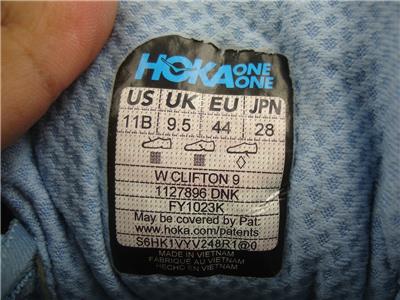 HOKA ONE ONE
US UK EU JPN
11B 9.5 44 28
W CLIFTON 9
1127896 DNK
FY1023K
May be covered by Pat:
www.hoka.com/patents
S6HK1VYV248R1@0
MADE IN VIETNAM
FABRIQUÉ AU VIETNAM
HECHO EN VIETNAM